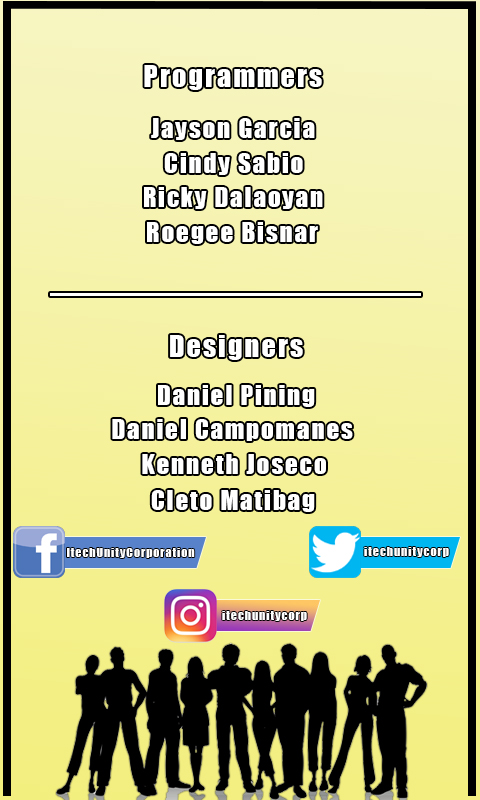 Programmers
Jayson Garcia
Cindy Sabio
Ricky Dalaoyan
Roegee Bisnar
Designers
Daniel Pining
Daniel Campomanes
Kenneth Joseco
Cleto Matibag
ItechUnityCorporation
itechunitycorp
itechunitycorp